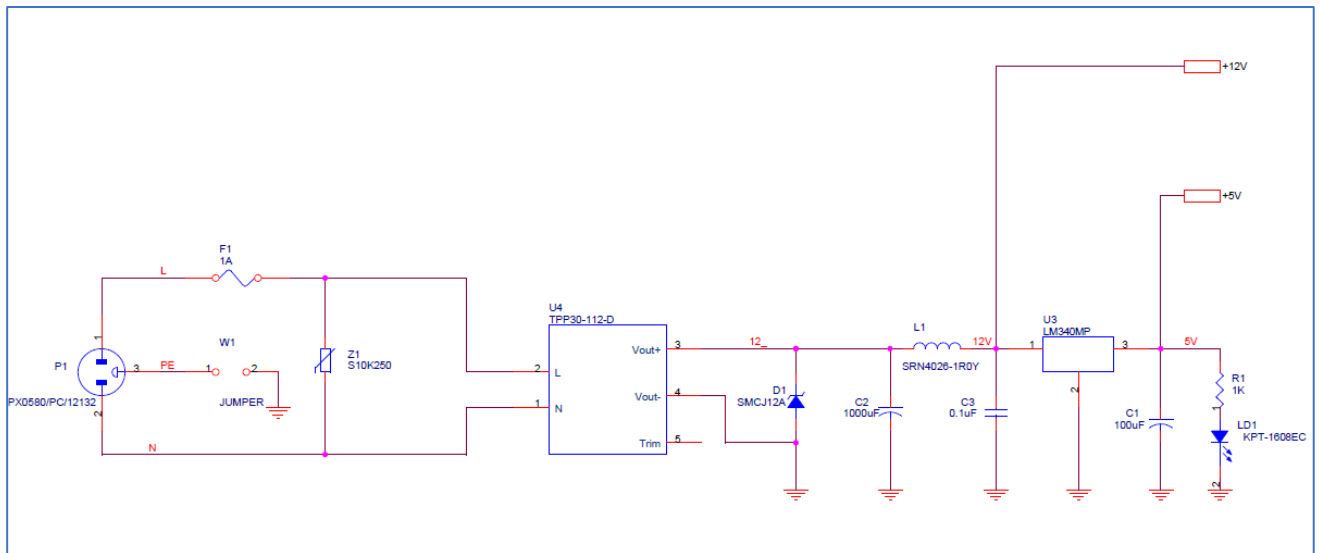 +12V
+5V
F1
1A
L
U4
TPP30-112-D
L1
U3
LM340MP
W1
Z1
S10K250
Vout+
3
12_
12V
1
3
5V
SRN4026-1R0Y
1
P1
3
PE
1
2
2
L
R1
1K
D1
SMCJ12A
Vout-
4
2
PX0580/PC/12132
JUMPER
1
N
C2
1000uF
C3
0.1uF
1
C1
100uF
LD1
KPT-1608EC
2
N
Trim
5
2